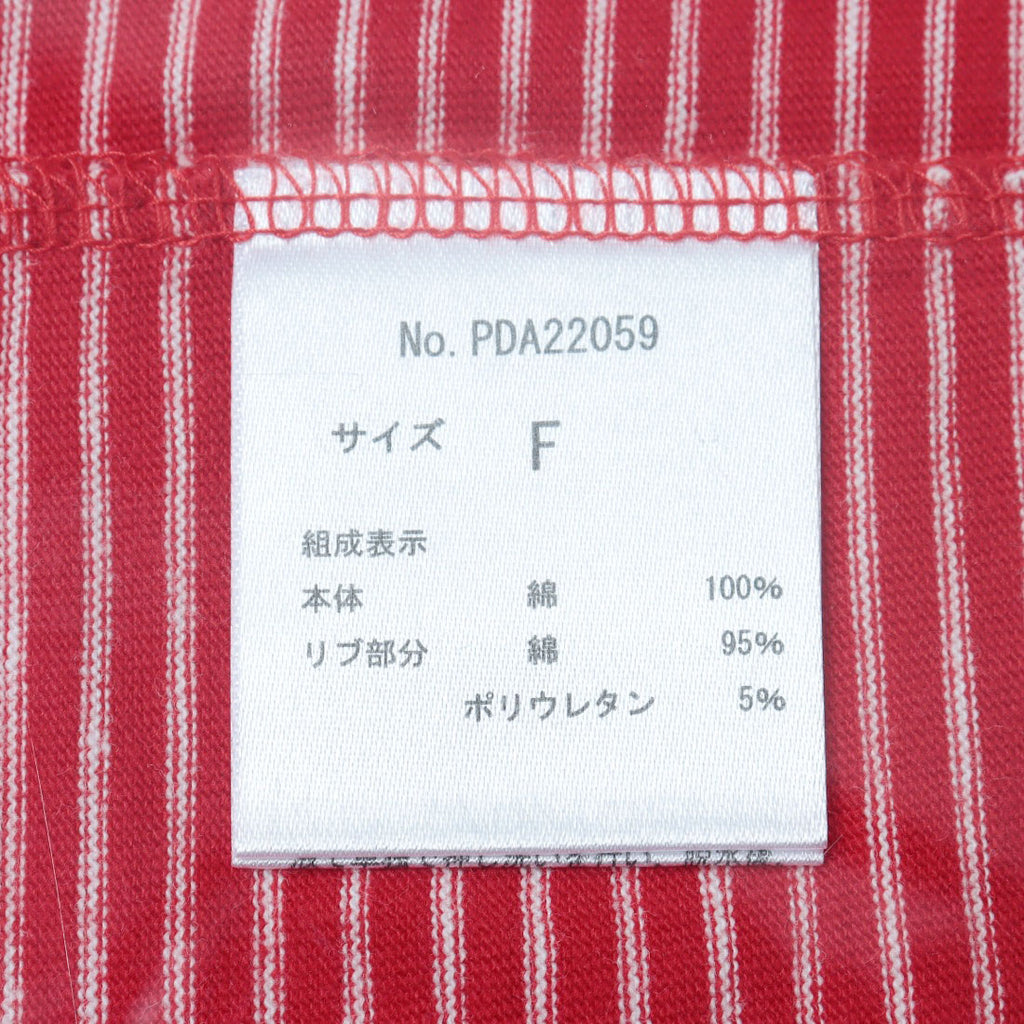 No. PDA22059
サイズ F
組成表示
本体 綿 100%
リブ部分 綿 95%
ポリウレタン 5%